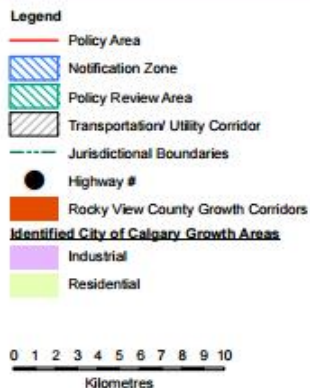 Legend
Policy Area
Notification Zone
Policy Review Area
Transportation/ Utility Corridor
Jurisdictional Boundaries
Highway #
Rocky View County Growth Corridors
Identified City of Calgary Growth Areas
Industrial
Residential
0 1 2 3 4 5 6 7 8 9 10
Kilometres